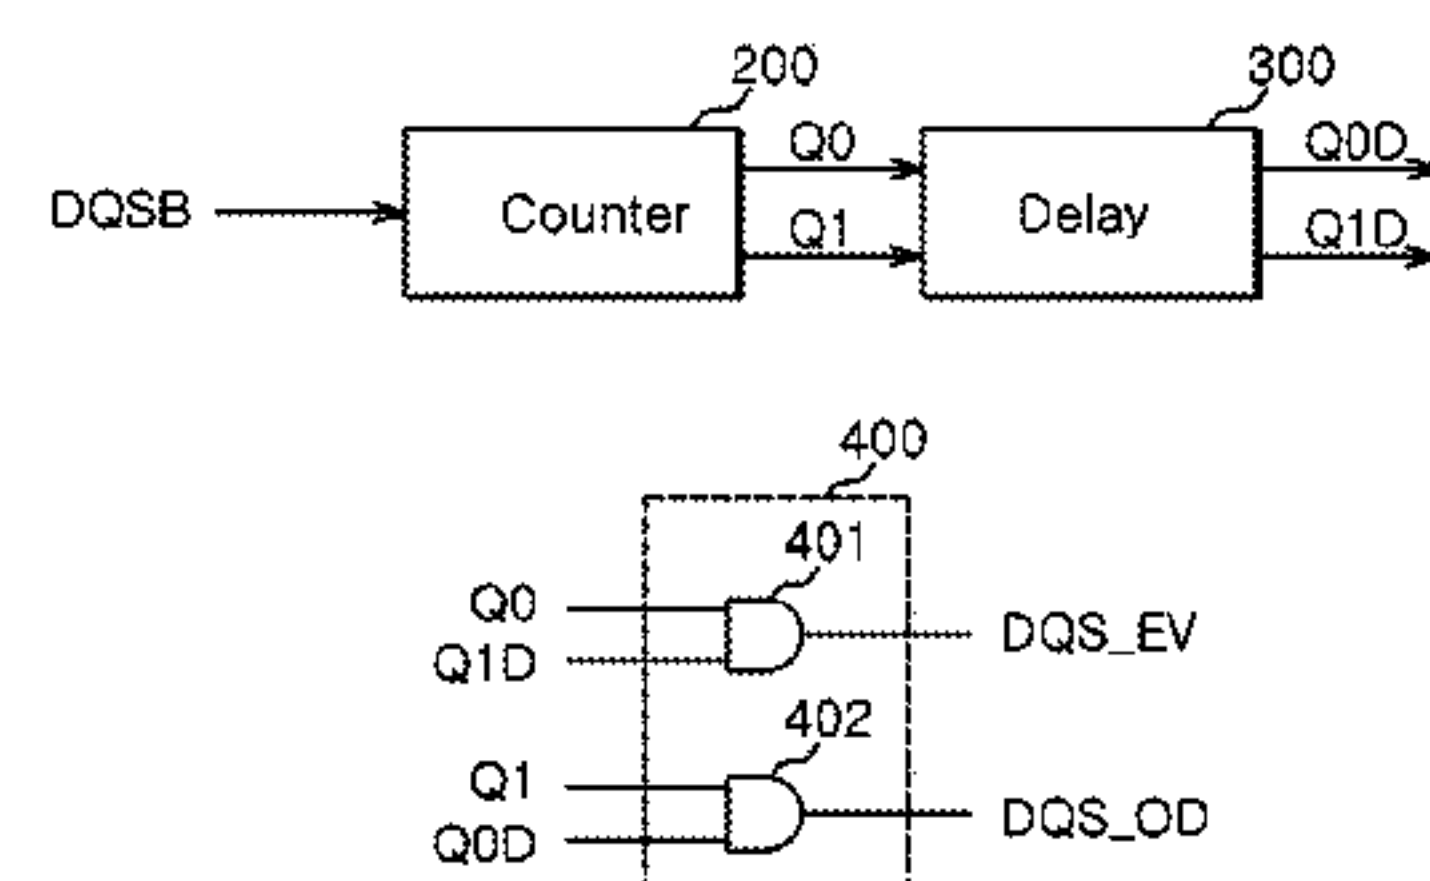 200
300
DQSB
Counter
Q0
Q1
Delay
Q0D
Q1D
400
401
Q0
Q1D
DQS_EV
402
Q1
Q0D
DQS_OD